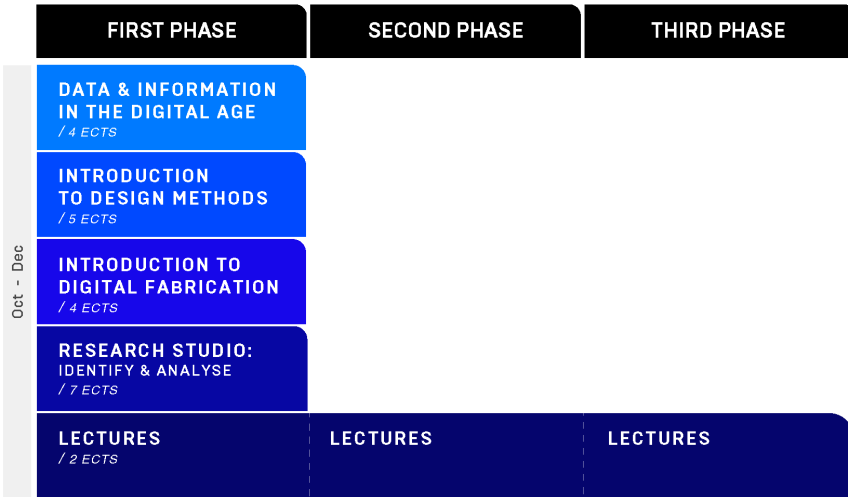 FIRST PHASE
SECOND PHASE
THIRD PHASE
Oct - Dec
DATA & INFORMATION
IN THE DIGITAL AGE
/ 4 ECTS
INTRODUCTION
TO DESIGN METHODS
/ 5 ECTS
INTRODUCTION TO
DIGITAL FABRICATION
/ 4 ECTS
RESEARCH STUDIO:
IDENTIFY & ANALYSE
/ 7 ECTS
LECTURES
/ 2 ECTS
LECTURES
LECTURES